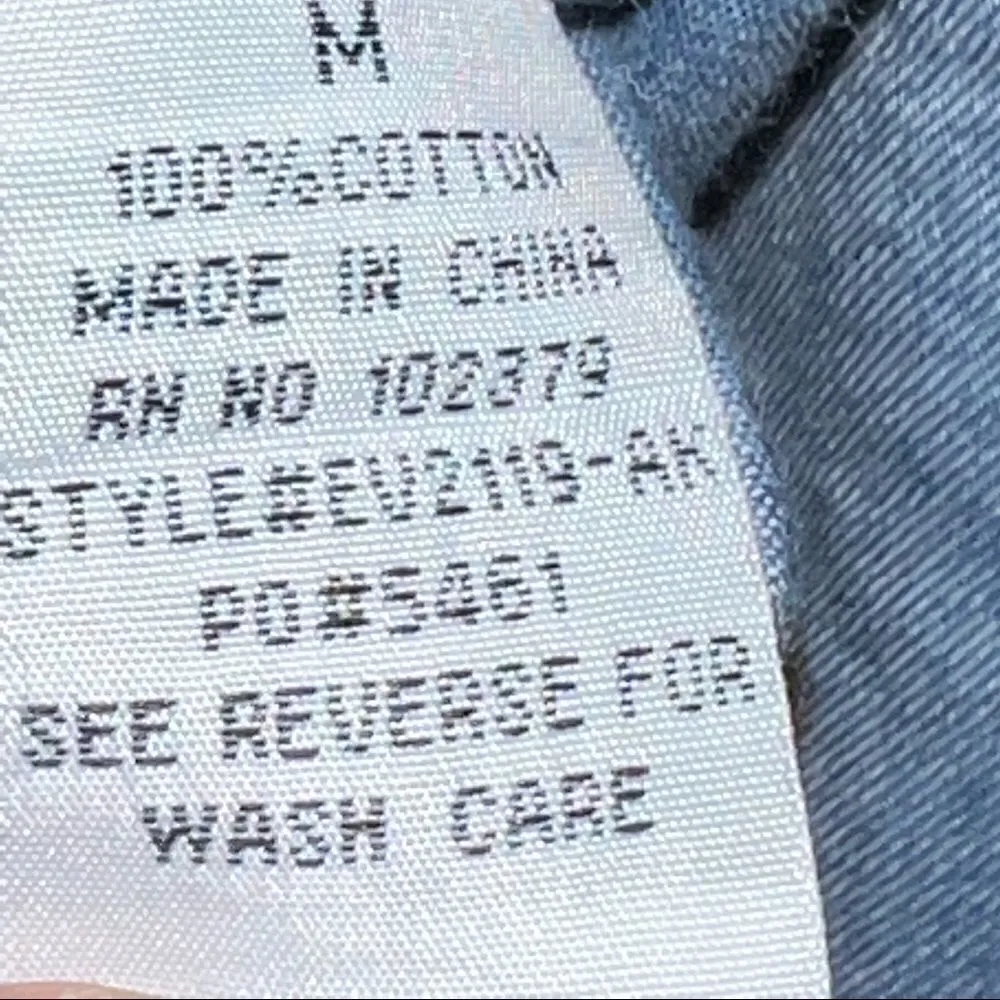 M
100%COTTON
MADE IN CHINA
RN NO 102379
STYLE#EV2119-AK
PO#5461
SEE REVERSE FOR
WASH CARE